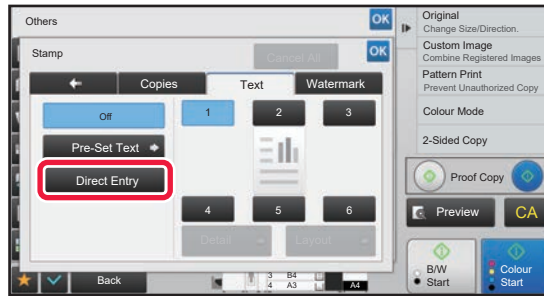 Others
OK
Stamp
Cancel All
OK
Copies
Text
Watermark
Off
Pre-Set Text
Direct Entry
1
2
3
4
5
6
Detail
Layout
Back
3 B4
4 A3
A4
Original
Change Size/Direction.
Custom Image
Combine Registered Images
Pattern Print
Prevent Unauthorized Copy
Colour Mode
2-Sided Copy
Proof Copy
Preview
CA
B/W
Start
Colour
Start